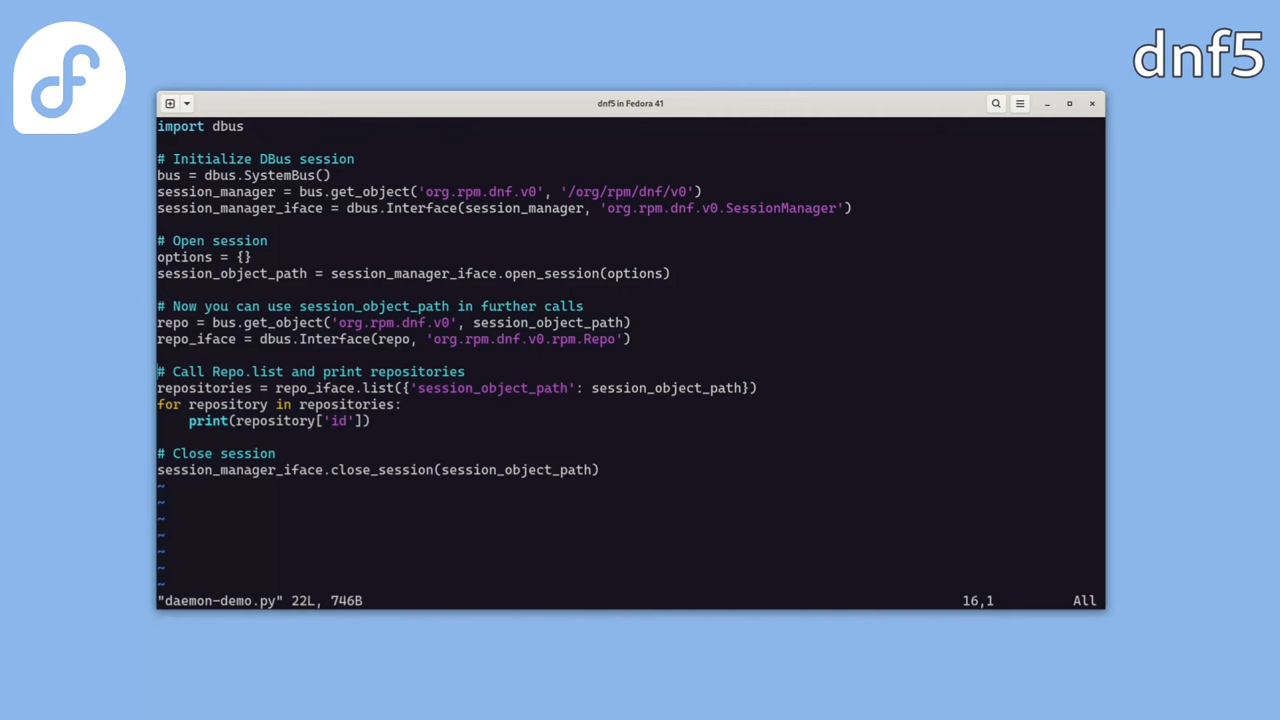 dnf5
dnf5 in Fedora 41
import dbus
# Initialize DBus session
bus = dbus.SystemBus()
session_manager = bus.get_object('org.rpm.dnf.v0', '/org/rpm/dnf/v0')
session_manager_iface = dbus.Interface(session_manager, 'org.rpm.dnf.v0.SessionManager')
# Open session
options = {}
session_object_path = session_manager_iface.open_session(options)
# Now you can use session_object_path in further calls
repo = bus.get_object('org.rpm.dnf.v0', session_object_path)
repo_iface = dbus.Interface(repo, 'org.rpm.dnf.v0.rpm.Repo')
# Call Repo.list and print repositories
repositories = repo_iface.list({'session_object_path': session_object_path})
for repository in repositories:
    print(repository['id'])
# Close session
session_manager_iface.close_session(session_object_path)
~
~
~
~
~
~
~
"daemon-demo.py" 22L, 746B 16,1 All